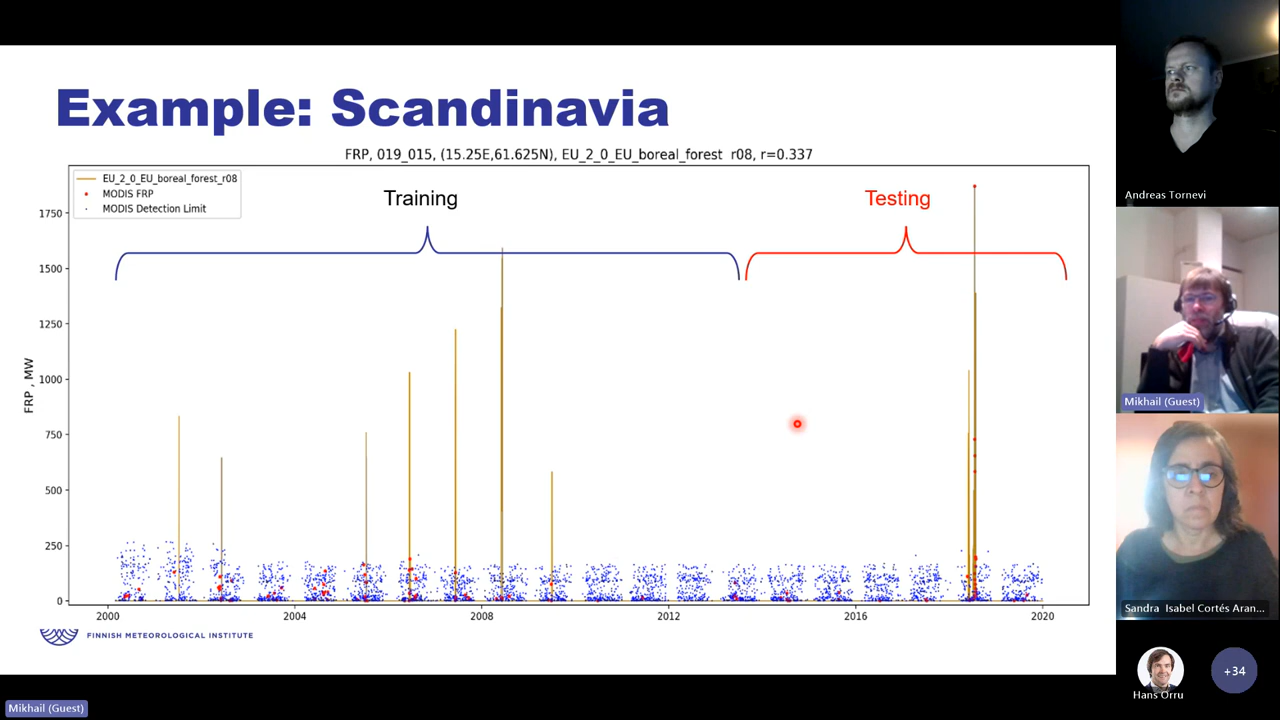 Example: Scandinavia
FRP, 019_015, (15.25E,61.625N), EU_2_0_EU_boreal_forest r08, r=0.337
EU_2_0_EU_boreal_forest_r08
MODIS FRP
MODIS Detection Limit
Training
Testing
FRP , MW
1750
1500
1250
1000
750
500
250
0
2000
2004
2008
2012
2016
2020
FINNISH METEOROLOGICAL INSTITUTE
Mikhail (Guest)
Andreas Tornevi
Mikhail (Guest)
Sandra Isabel Cortés Aran...
Hans Orru
+34